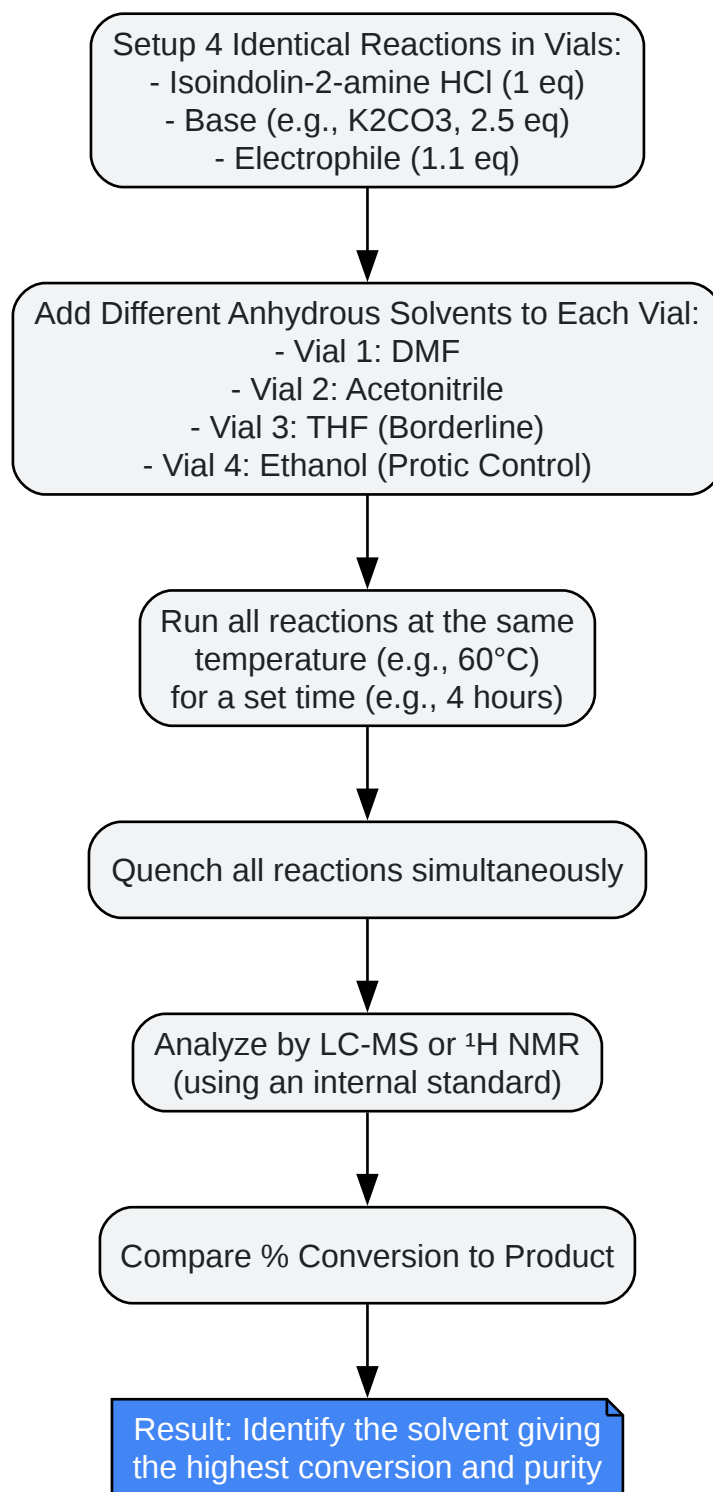 Setup 4 Identical Reactions in Vials:
- Isoindolin-2-amine HCl (1 eq)
- Base (e.g., K2CO3, 2.5 eq)
- Electrophile (1.1 eq)
Add Different Anhydrous Solvents to Each Vial:
- Vial 1: DMF
- Vial 2: Acetonitrile
- Vial 3: THF (Borderline)
- Vial 4: Ethanol (Protic Control)
Run all reactions at the same
temperature (e.g., 60°C)
for a set time (e.g., 4 hours)
Quench all reactions simultaneously
Analyze by LC-MS or ¹H NMR
(using an internal standard)
Compare % Conversion to Product
Result: Identify the solvent giving
the highest conversion and purity